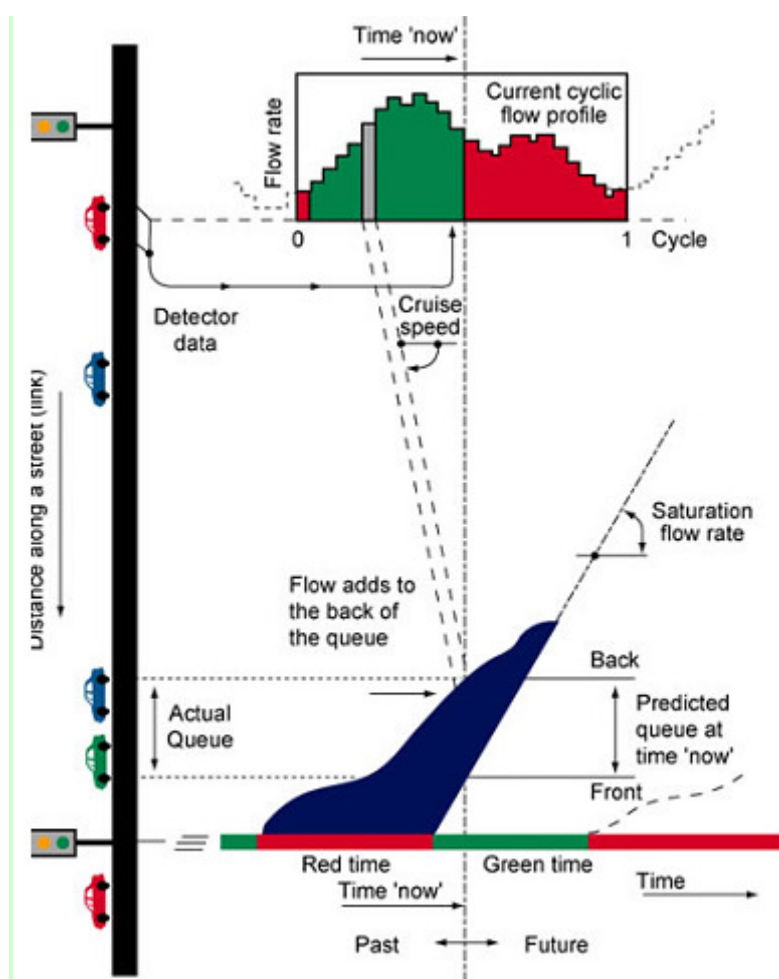 Time 'now'
Current cyclic
flow profile
Flow rate
0
1
Cycle
Detector
data
Cruise
speed
Distance along a street (link)
Saturation
flow rate
Flow adds to
the back of
the queue
Back
Actual
Queue
Predicted
queue at
time 'now'
Front
Red time
Green time
Time 'now'
Time
Past
Future